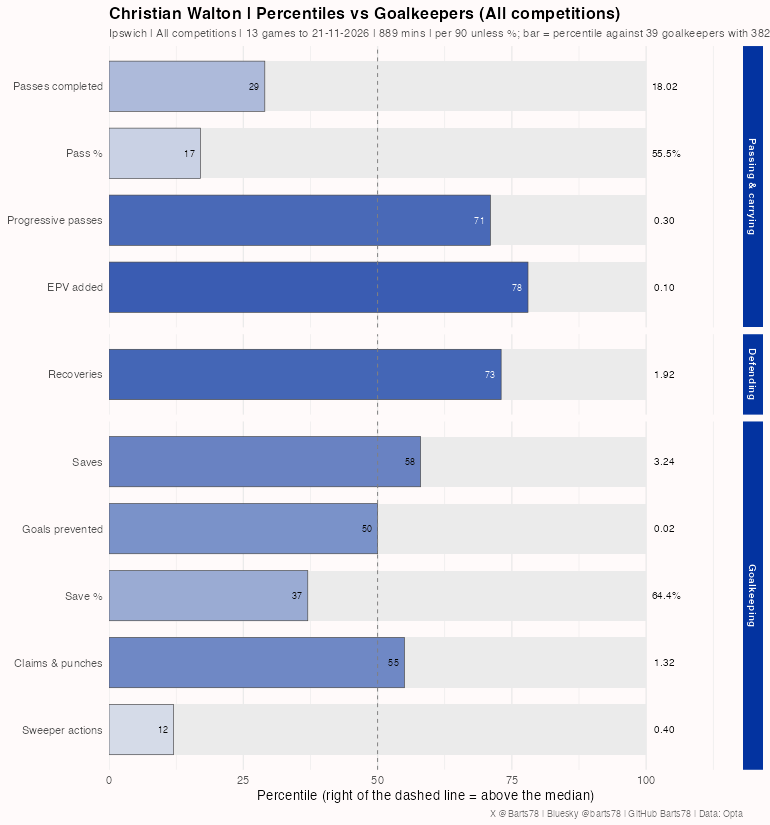 Christian Walton | Percentiles vs Goalkeepers (All competitions)
Ipswich | All competitions | 13 games to 21-11-2026 | 889 mins | per 90 unless %; bar = percentile against 39 goalkeepers with 382
Passes completed 29 18.02
Pass % 17 55.5%
Progressive passes 71 0.30
EPV added 78 0.10
Passing & carrying
Recoveries 73 1.92
Defending
Saves 58 3.24
Goals prevented 50 0.02
Save % 37 64.4%
Claims & punches 55 1.32
Sweeper actions 12 0.40
Goalkeeping
0 25 50 75 100
Percentile (right of the dashed line = above the median)
X @Barts78 | Bluesky @barts78 | GitHub Barts78 | Data: Opta